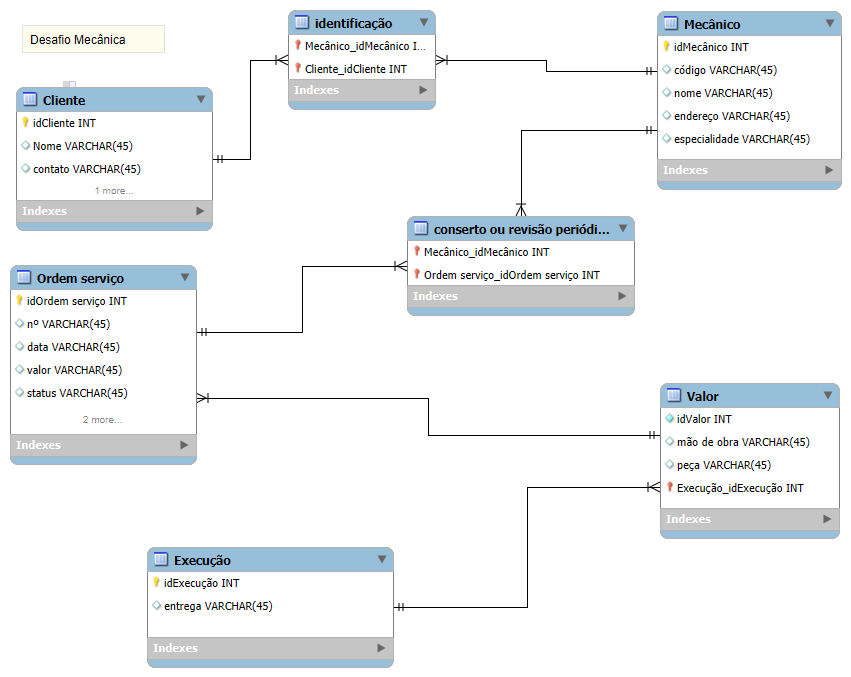 Desafio Mecânica
identificação
Mecânico_idMecânico I...
Cliente_idCliente INT
Indexes
Mecânico
idMecânico INT
código VARCHAR(45)
nome VARCHAR(45)
endereço VARCHAR(45)
especialidade VARCHAR(45)
Indexes
Cliente
idCliente INT
Nome VARCHAR(45)
contato VARCHAR(45)
1 more...
Indexes
conserto ou revisão periódi...
Mecânico_idMecânico INT
Ordem serviço_idOrdem serviço INT
Indexes
Ordem serviço
idOrdem serviço INT
nº VARCHAR(45)
data VARCHAR(45)
valor VARCHAR(45)
status VARCHAR(45)
2 more...
Indexes
Valor
idValor INT
mão de obra VARCHAR(45)
peça VARCHAR(45)
Execução_idExecução INT
Indexes
Execução
idExecução INT
entrega VARCHAR(45)
Indexes